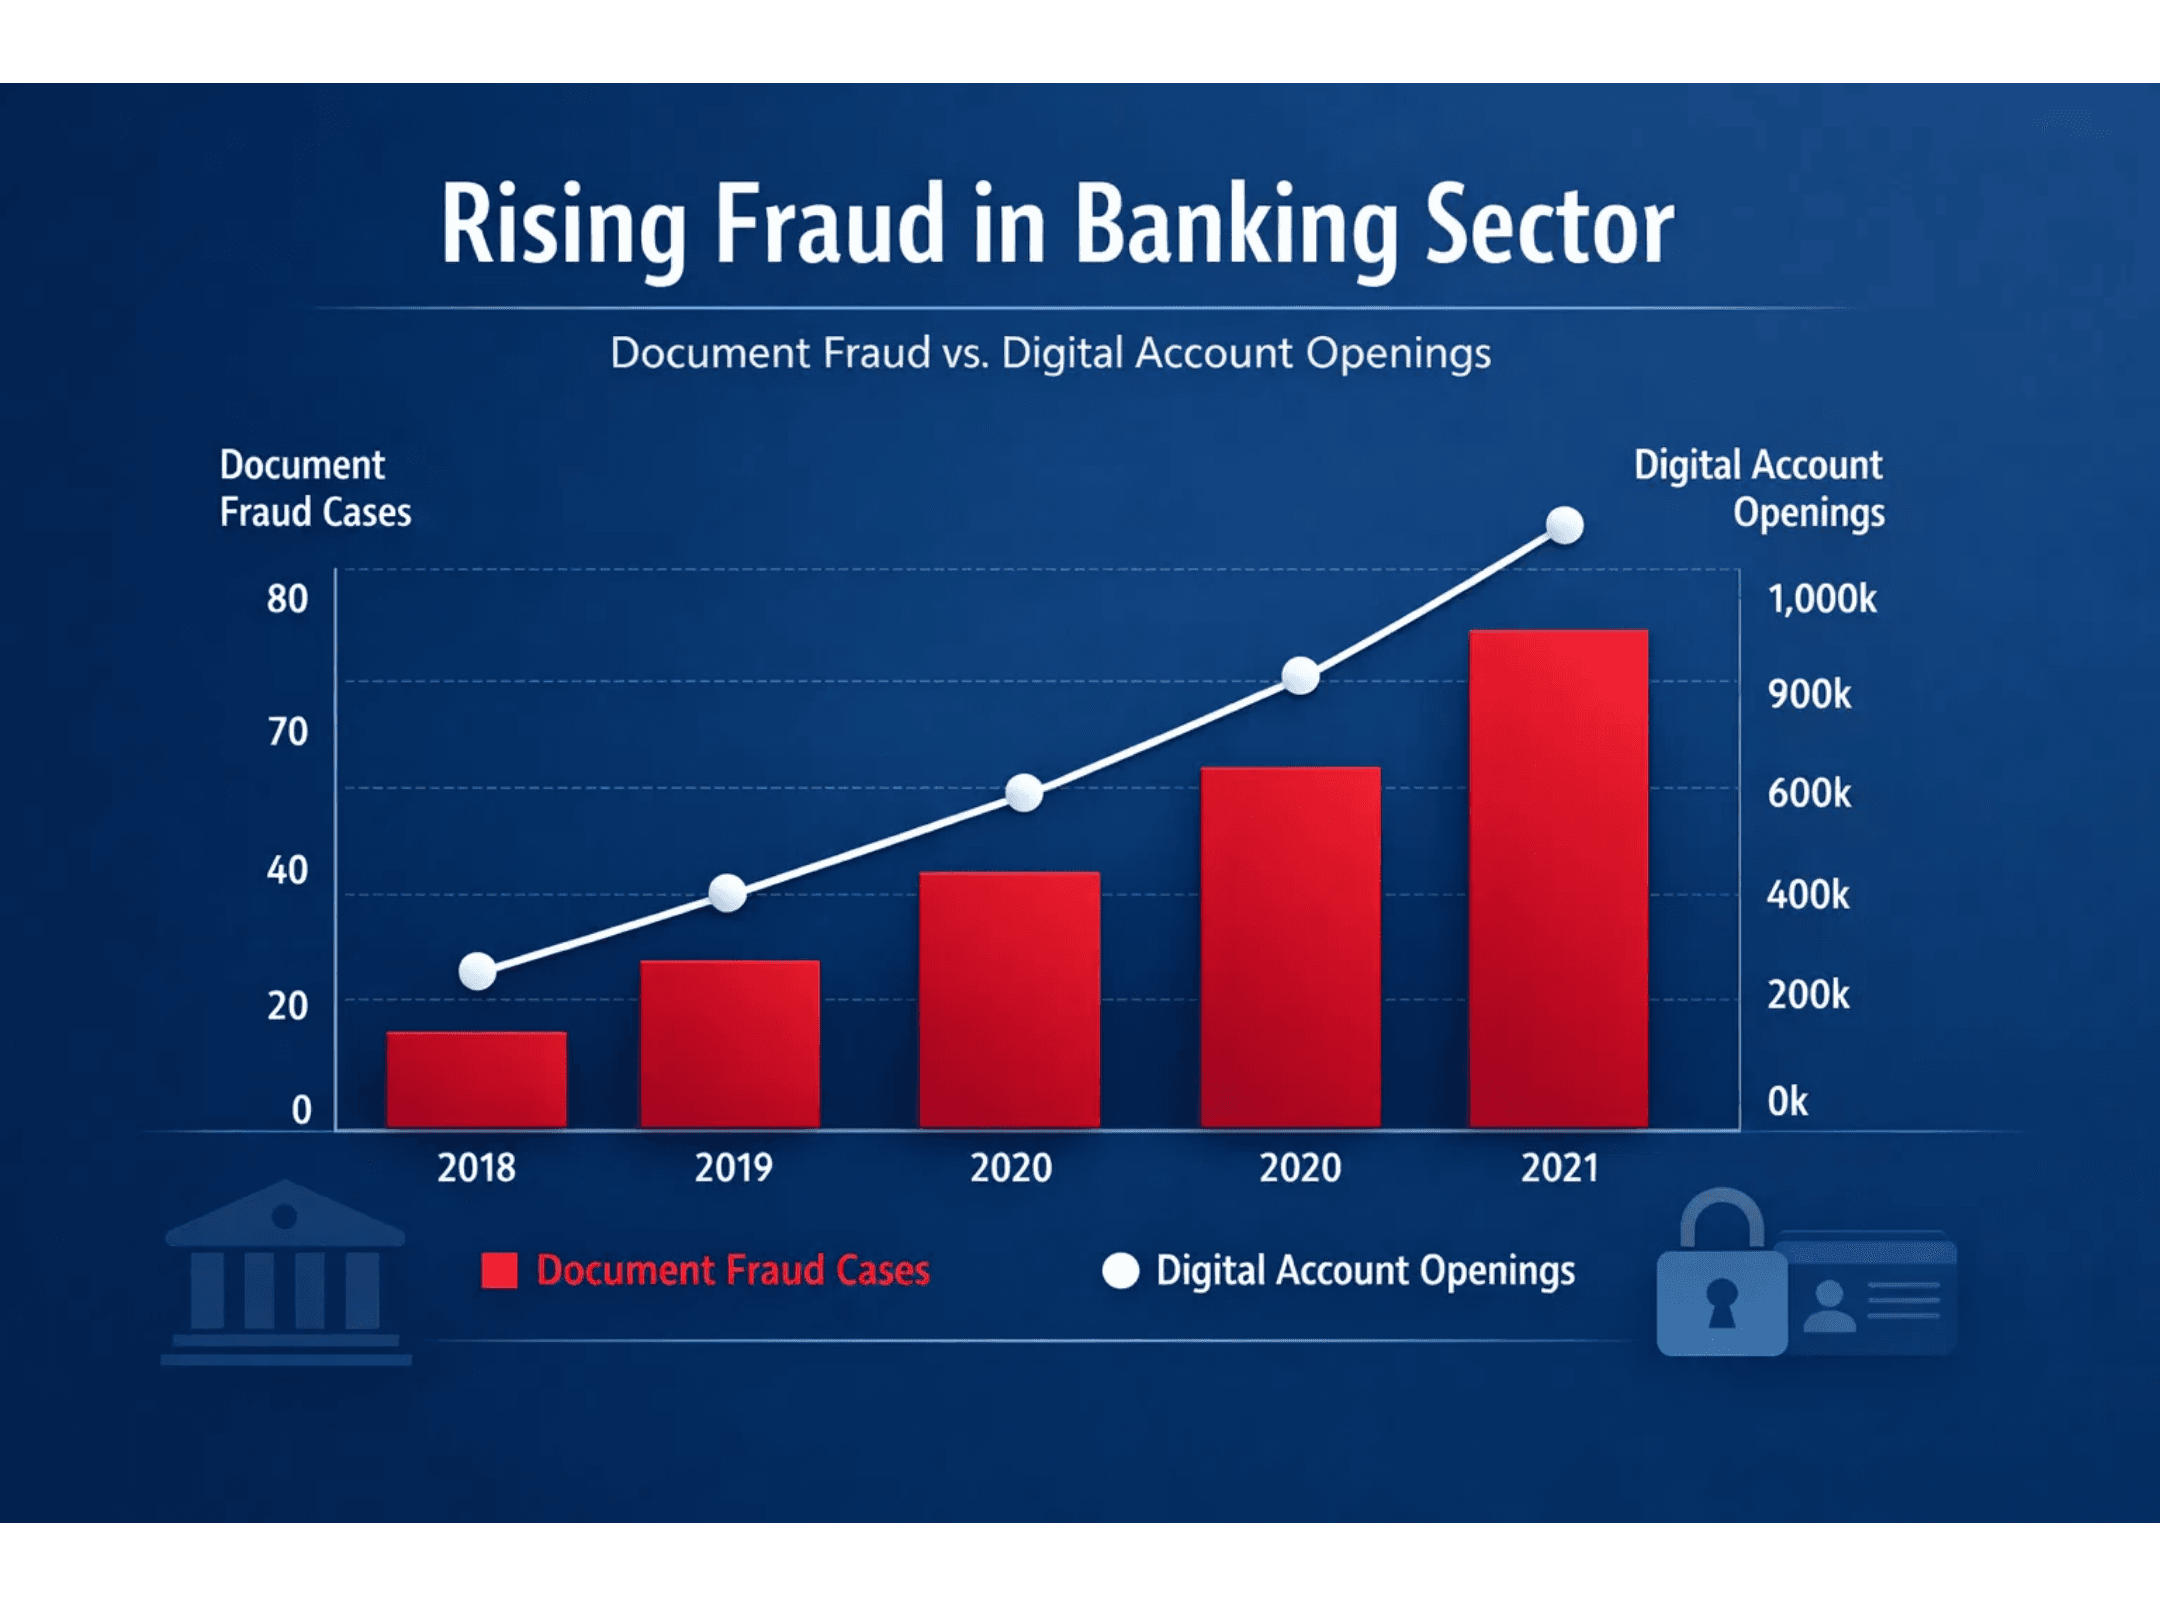 Rising Fraud in Banking Sector
Document Fraud vs. Digital Account Openings
Document
Fraud Cases
Digital Account
Openings
80
70
40
20
0
1,000k
900k
600k
400k
200k
0k
2018 2019 2020 2020 2021
Document Fraud Cases Digital Account Openings